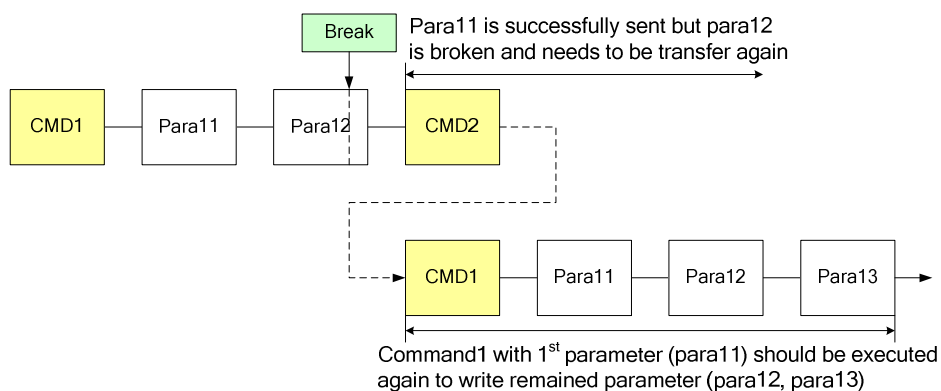 Break
Para11 is successfully sent but para12
is broken and needs to be transfer again
CMD1
Para11
Para12
CMD2
CMD1
Para11
Para12
Para13
Command1 with 1st parameter (para11) should be executed
again to write remained parameter (para12, para13)